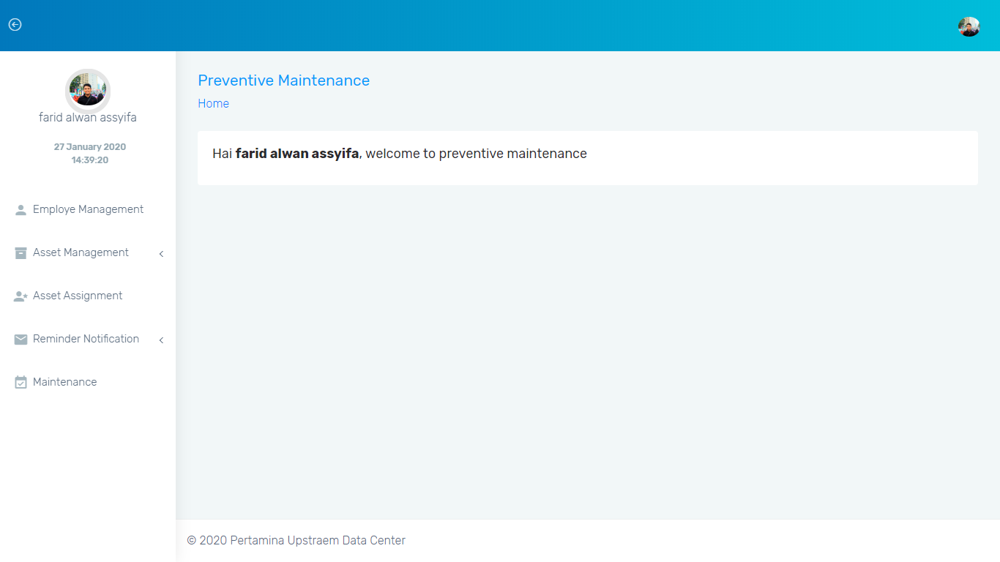 farid alwan assyifa
27 January 2020
14:39:20
Employe Management
Asset Management
Asset Assignment
Reminder Notification
Maintenance
Preventive Maintenance
Home
Hai farid alwan assyifa, welcome to preventive maintenance
© 2020 Pertamina Upstraem Data Center